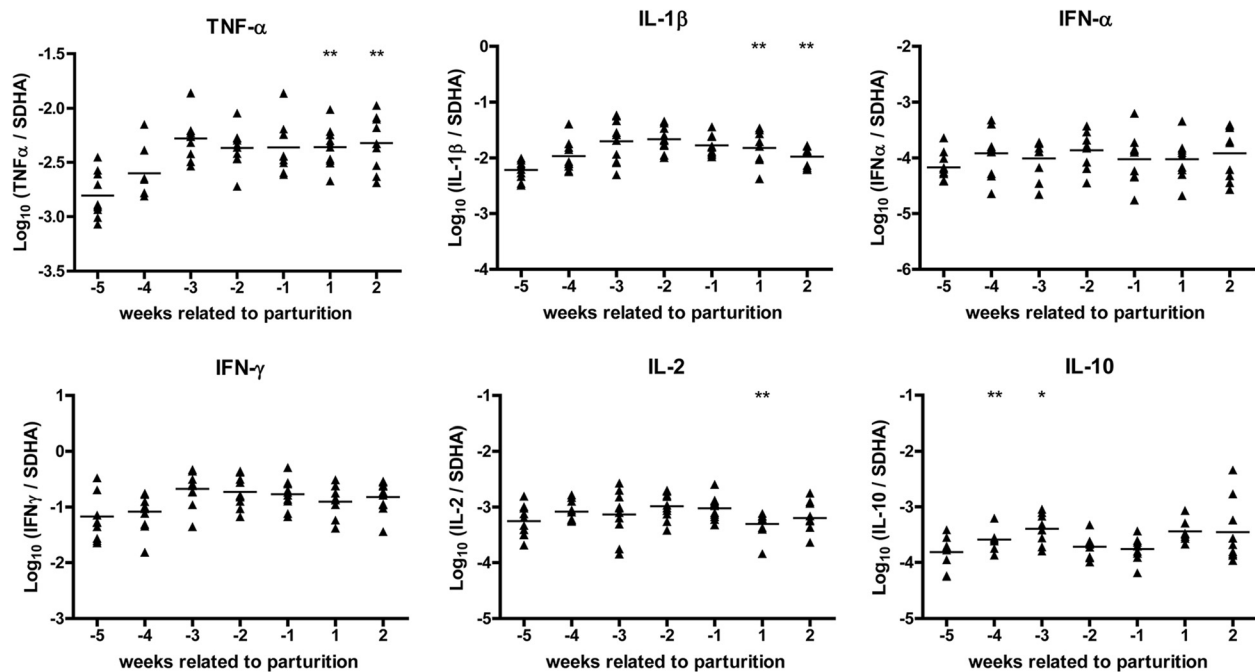 TNF-α
Log10 (TNFα / SDHA)
-1.5
** **
-2.0
-2.5
-3.0
-3.5
-5 -4 -3 -2 -1 1 2
weeks related to parturition
IL-1β
Log10 (IL-1β / SDHA)
0
** **
-1
-2
-3
-4
-5 -4 -3 -2 -1 1 2
weeks related to parturition
IFN-α
Log10 (IFNα / SDHA)
-2
-3
-4
-5
-6
-5 -4 -3 -2 -1 1 2
weeks related to parturition
IFN-γ
Log10 (IFNγ / SDHA)
1
0
-1
-2
-3
-5 -4 -3 -2 -1 1 2
weeks related to parturition
IL-2
Log10 (IL-2 / SDHA)
-1
**
-2
-3
-4
-5
-5 -4 -3 -2 -1 1 2
weeks related to parturition
IL-10
Log10 (IL-10 / SDHA)
-1
** *
-2
-3
-4
-5
-5 -4 -3 -2 -1 1 2
weeks related to parturition